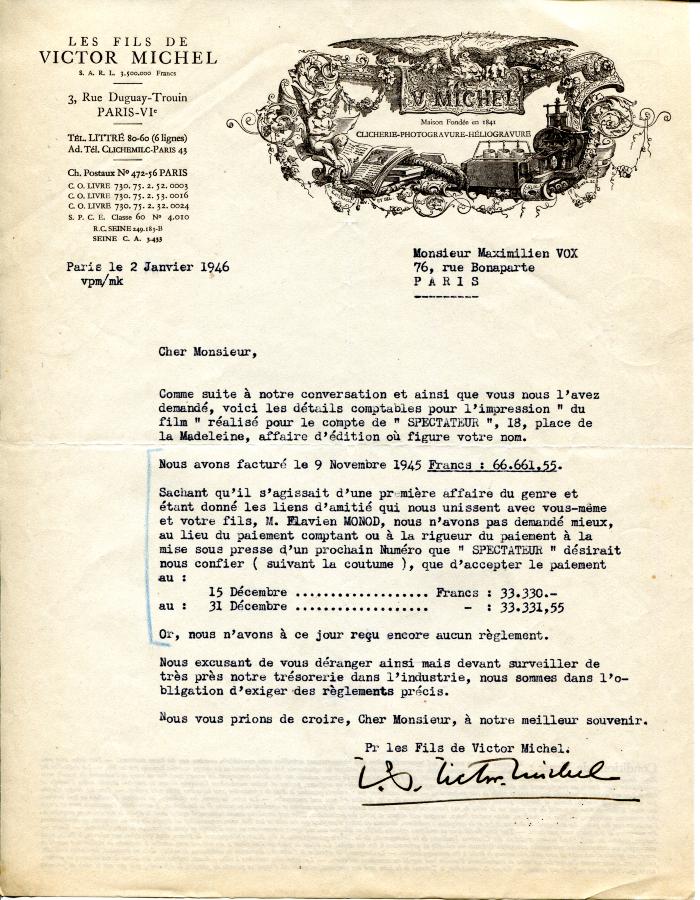 LES FILS DE
VICTOR MICHEL
S. A. R. L. 3.500.000 Francs
3, Rue Duguay-Trouin
PARIS-VIe
Tél. LITTRÉ 80-60 (6 lignes)
Ad. Tél. CLICHEMILC-PARIS 43
Ch. Postaux Nº 472-56 PARIS
C. O. LIVRE 730. 75. 2. 52. 0003
C. O. LIVRE 730. 75. 2. 53. 0016
C. O. LIVRE 730. 75. 2. 32. 0024
S. P. C. E. Classe 60 Nº 4.010
R.C. SEINE 249.185-B
SEINE C. A. 3.433
V. MICHEL
Maison Fondée en 1841
CLICHERIE-PHOTOGRAVURE-HÉLIOGRAVURE
Paris le 2 Janvier 1946
vpm/mk
Monsieur Maximilien VOX
76, rue Bonaparte
P A R I S
Cher Monsieur,
Comme suite à notre conversation et ainsi que vous nous l'avez
demandé, voici les détails comptables pour l'impression " du
film " réalisé pour le compte de " SPECTATEUR ", 18, place de
la Madeleine, affaire d'édition où figure votre nom.
Nous avons facturé le 9 Novembre 1945 Francs : 66.661,55.
Sachant qu'il s'agissait d'une première affaire du genre et
étant donné les liens d'amitié qui nous unissent avec vous-même
et votre fils, M. Flavien MONOD, nous n'avons pas demandé mieux,
au lieu du paiement comptant ou à la rigueur du paiement à la
mise sous presse d'un prochain Numéro que " SPECTATEUR " désirait
nous confier ( suivant la coutume ), que d'accepter le paiement
au :
15 Décembre ................... Francs : 33.330.-
au : 31 Décembre ................... - : 33.331,55
Or, nous n'avons à ce jour reçu encore aucun règlement.
Nous excusant de vous déranger ainsi mais devant surveiller de
très près notre trésorerie dans l'industrie, nous sommes dans l'o-
bligation d'exiger des règlements précis.
Nous vous prions de croire, Cher Monsieur, à notre meilleur souvenir.
Pr les Fils de Victor Michel.
Victor Michel